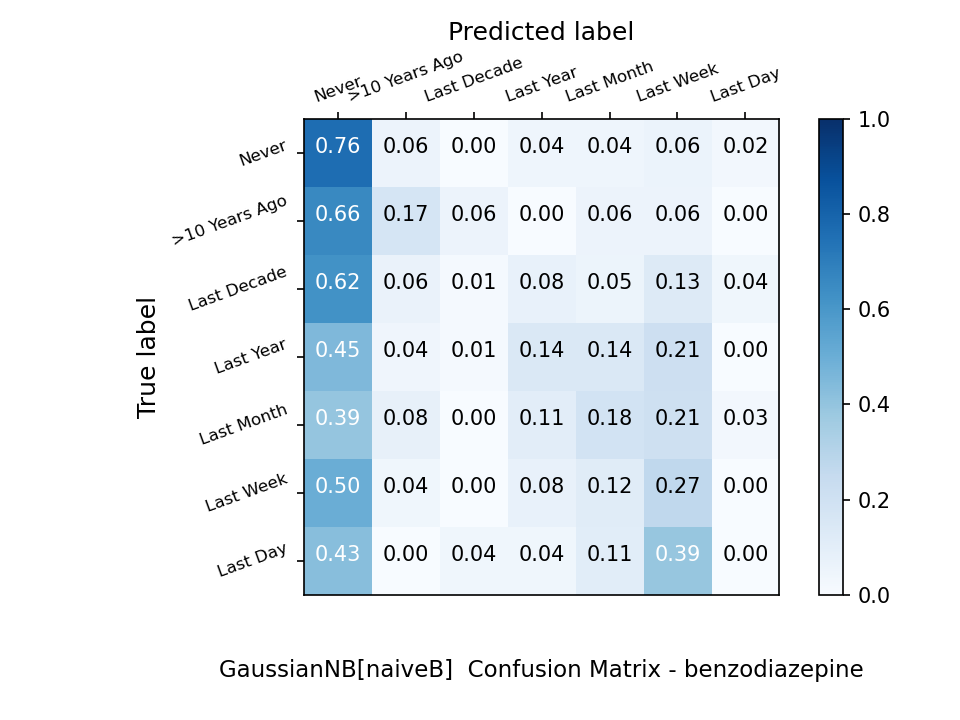 Predicted label
Never >10 Years Ago Last Decade Last Year Last Month Last Week Last Day
1.0
Never 0.76 0.06 0.00 0.04 0.04 0.06 0.02
>10 Years Ago 0.66 0.17 0.06 0.00 0.06 0.06 0.00
0.8
Last Decade 0.62 0.06 0.01 0.08 0.05 0.13 0.04
0.6
Last Year 0.45 0.04 0.01 0.14 0.14 0.21 0.00
True label
0.4
Last Month 0.39 0.08 0.00 0.11 0.18 0.21 0.03
Last Week 0.50 0.04 0.00 0.08 0.12 0.27 0.00
0.2
Last Day 0.43 0.00 0.04 0.04 0.11 0.39 0.00
0.0
GaussianNB[naiveB]  Confusion Matrix - benzodiazepine